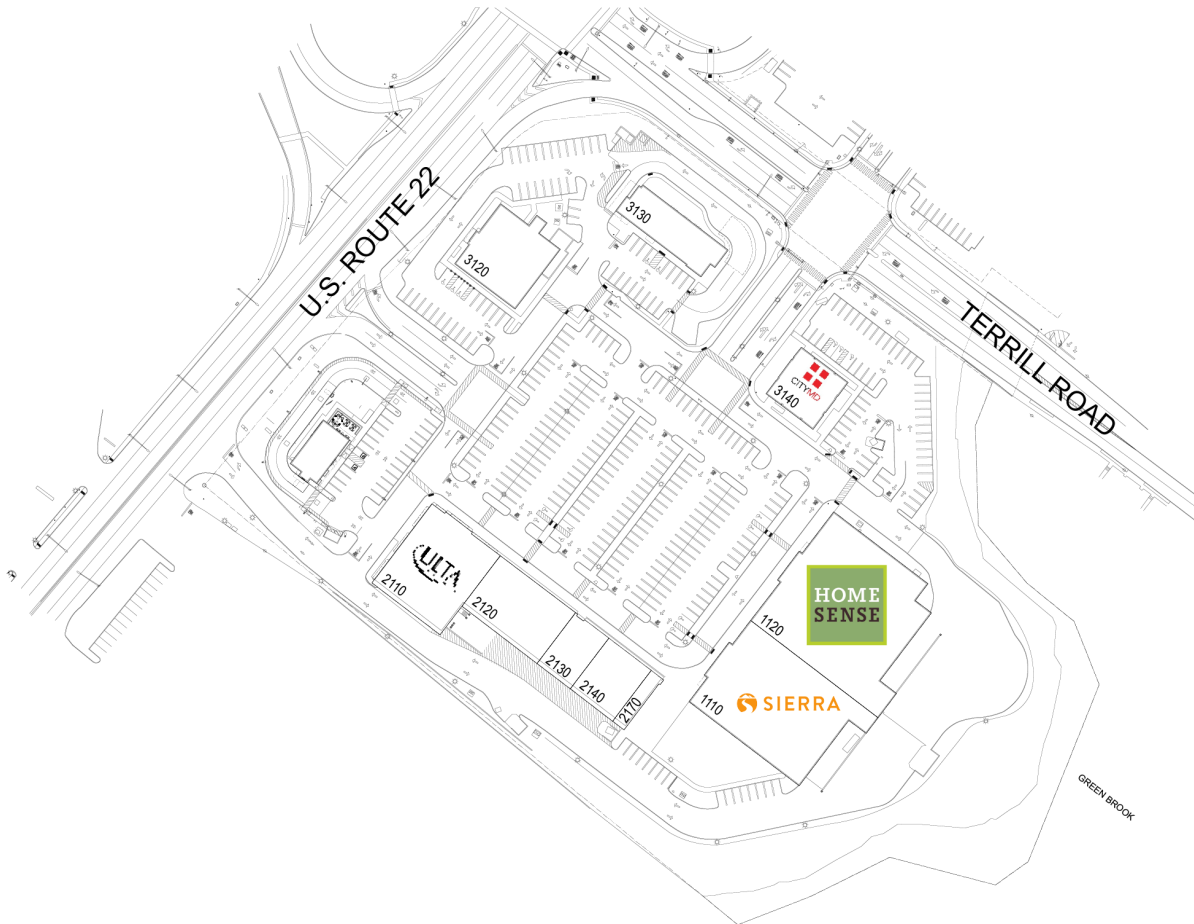 U.S. ROUTE 22
3130
3120
TERRILL ROAD
CITYMD
3140
ULTA
2110
2120
2130
2140
2170
HOME
SENSE
1120
SIERRA
1110
GREEN BROOK